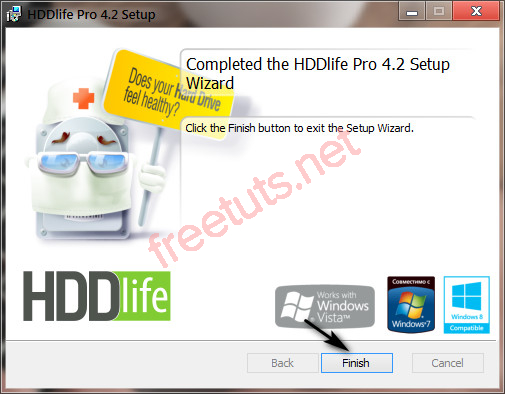 HDDlife Pro 4.2 Setup
Completed the HDDlife Pro 4.2 Setup
Wizard
Does your Hard Drive
feel healthy?
Click the Finish button to exit the Setup Wizard.
freetuts.net
HDDlife
Works with
Windows
Vista™
Совместимо с
Windows®7
Windows 8
Compatible
Back
Finish
Cancel